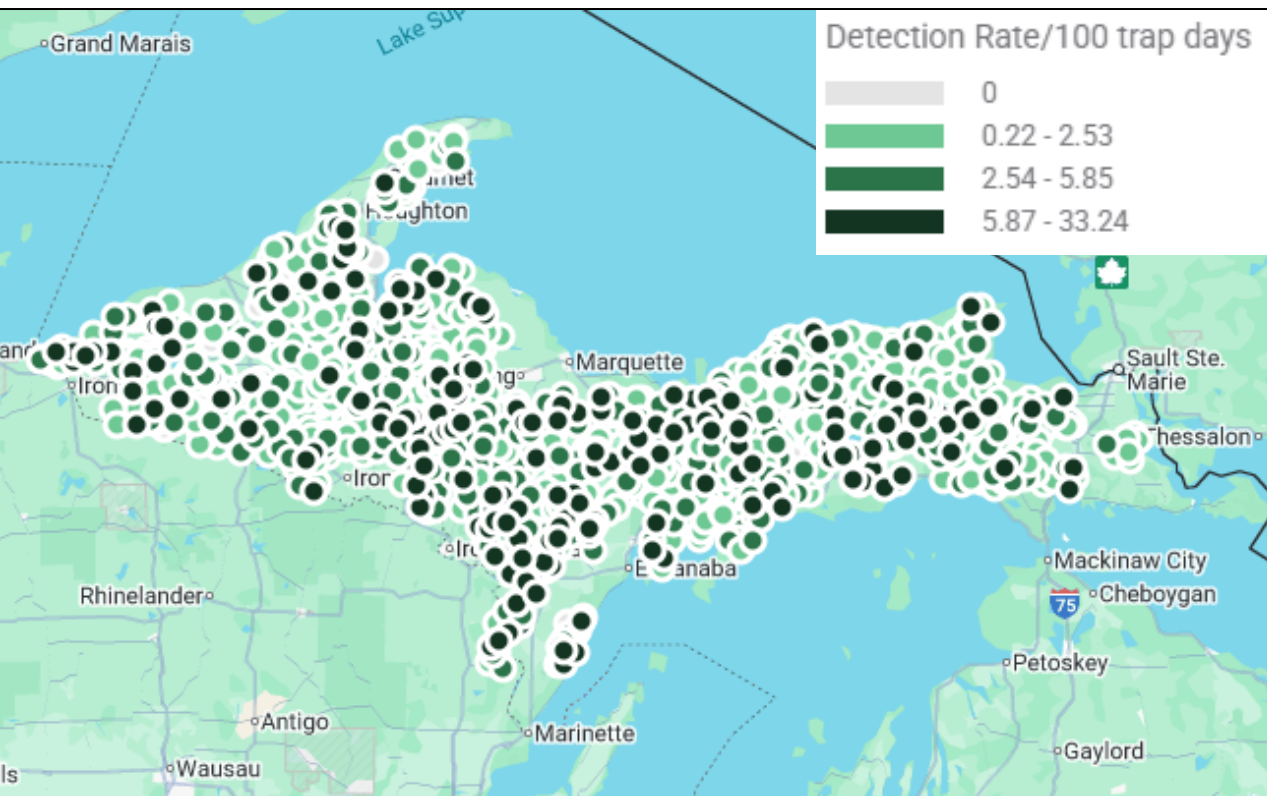 Grand Marais
Lake Sup
Detection Rate/100 trap days
0
0.22 - 2.53
2.54 - 5.85
5.87 - 33.24
Houghton
Marquette
Sault Ste.
Marie
Iron
Thessalon
Iron
Mackinaw City
75
Cheboygan
Rhinelander
Petoskey
Antigo
Marinette
Gaylord
Wausau
ls